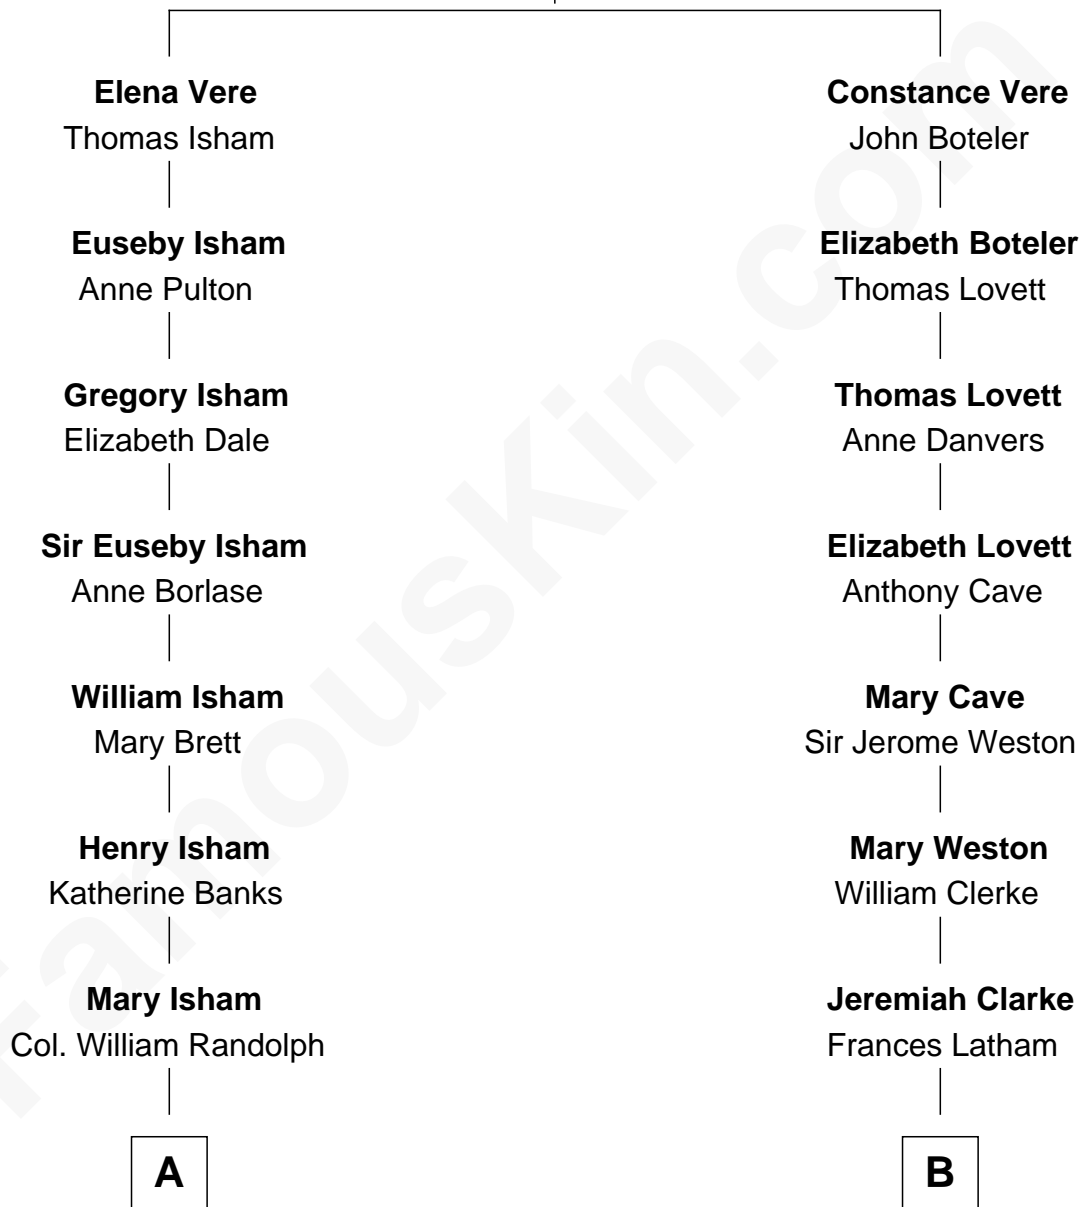 Elena Vere
Thomas Isham
Constance Vere
John Boteler
Euseby Isham
Anne Pulton
Elizabeth Boteler
Thomas Lovett
Gregory Isham
Elizabeth Dale
Thomas Lovett
Anne Danvers
Sir Euseby Isham
Anne Borlase
Elizabeth Lovett
Anthony Cave
William Isham
Mary Brett
Mary Cave
Sir Jerome Weston
Henry Isham
Katherine Banks
Mary Weston
William Clerke
Mary Isham
Col. William Randolph
Jeremiah Clarke
Frances Latham
A
B
FamousKin.com